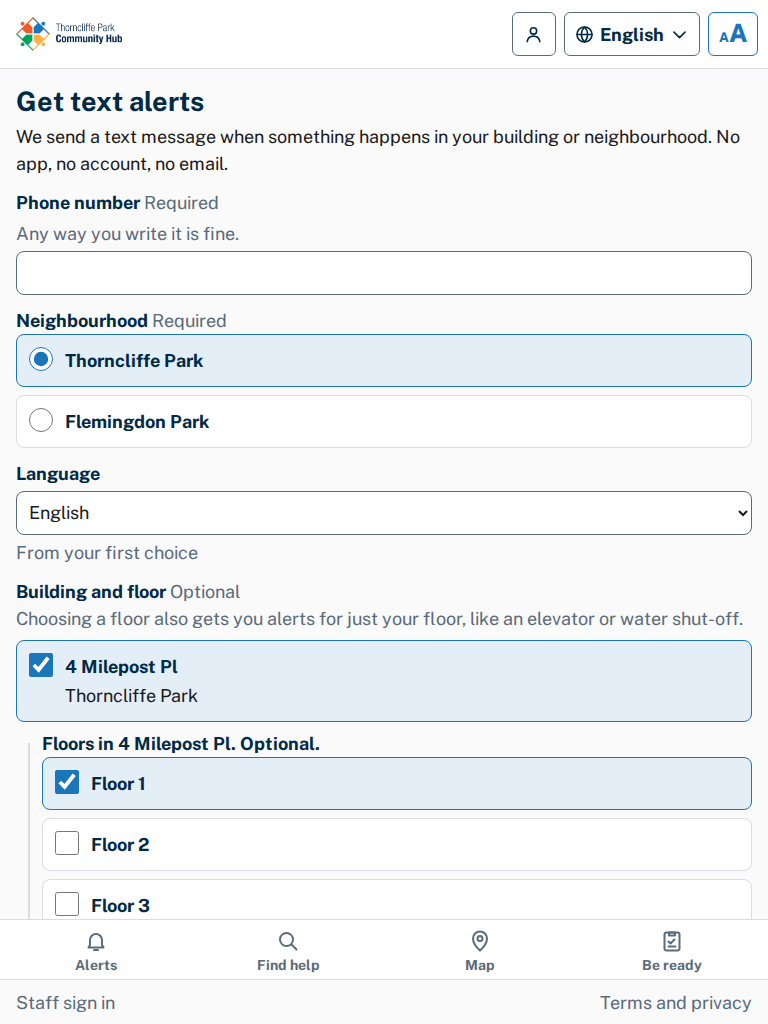 Thorncliffe Park
Community Hub
English
AA
Get text alerts
We send a text message when something happens in your building or neighbourhood. No
app, no account, no email.
Phone number Required
Any way you write it is fine.
Neighbourhood Required
Thorncliffe Park
Flemingdon Park
Language
English
From your first choice
Building and floor Optional
Choosing a floor also gets you alerts for just your floor, like an elevator or water shut-off.
4 Milepost Pl
Thorncliffe Park
Floors in 4 Milepost Pl. Optional.
Floor 1
Floor 2
Floor 3
Alerts
Find help
Map
Be ready
Staff sign in
Terms and privacy